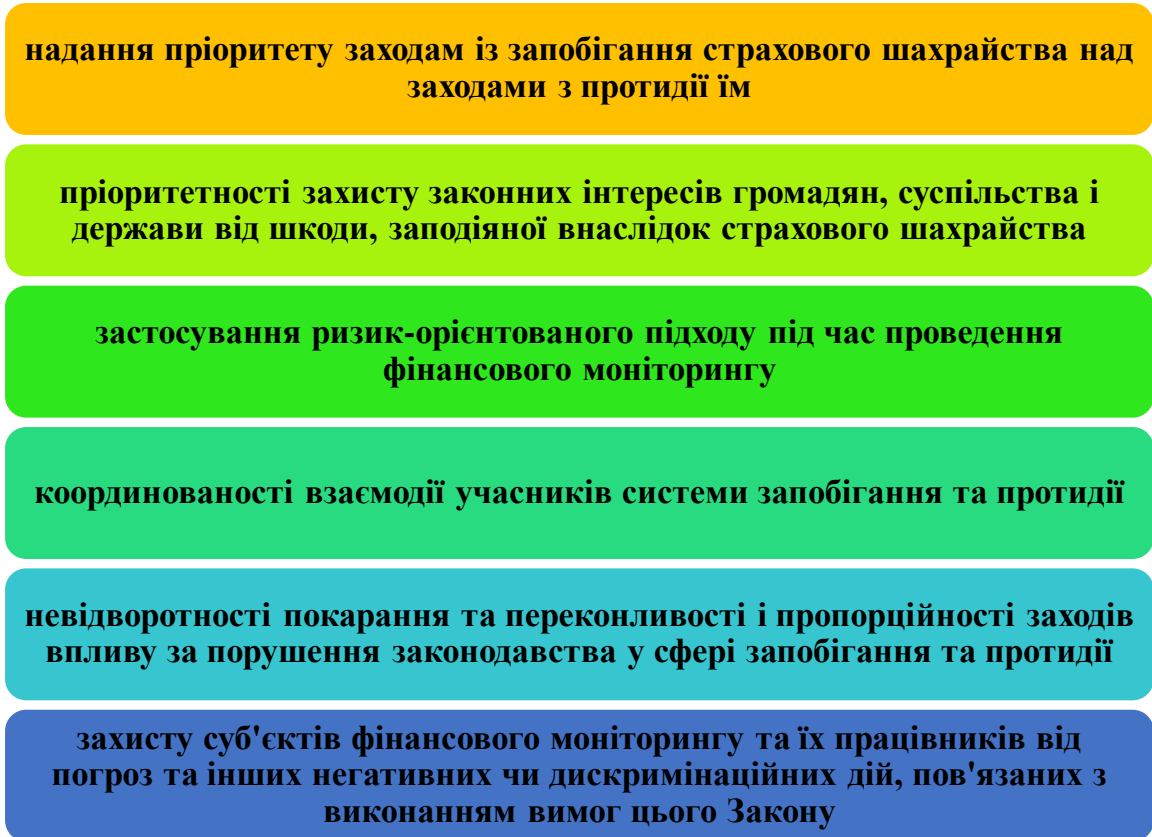 надання пріоритету заходам із запобігання страхового шахрайства над
заходами з протидії їм
пріоритетності захисту законних інтересів громадян, суспільства і
держави від шкоди, заподіяної внаслідок страхового шахрайства
застосування ризик-орієнтованого підходу під час проведення
фінансового моніторингу
координованості взаємодії учасників системи запобігання та протидії
невідворотності покарання та переконливості і пропорційності заходів
впливу за порушення законодавства у сфері запобігання та протидії
захисту суб'єктів фінансового моніторингу та їх працівників від
погроз та інших негативних чи дискримінаційних дій, пов'язаних з
виконанням вимог цього Закону